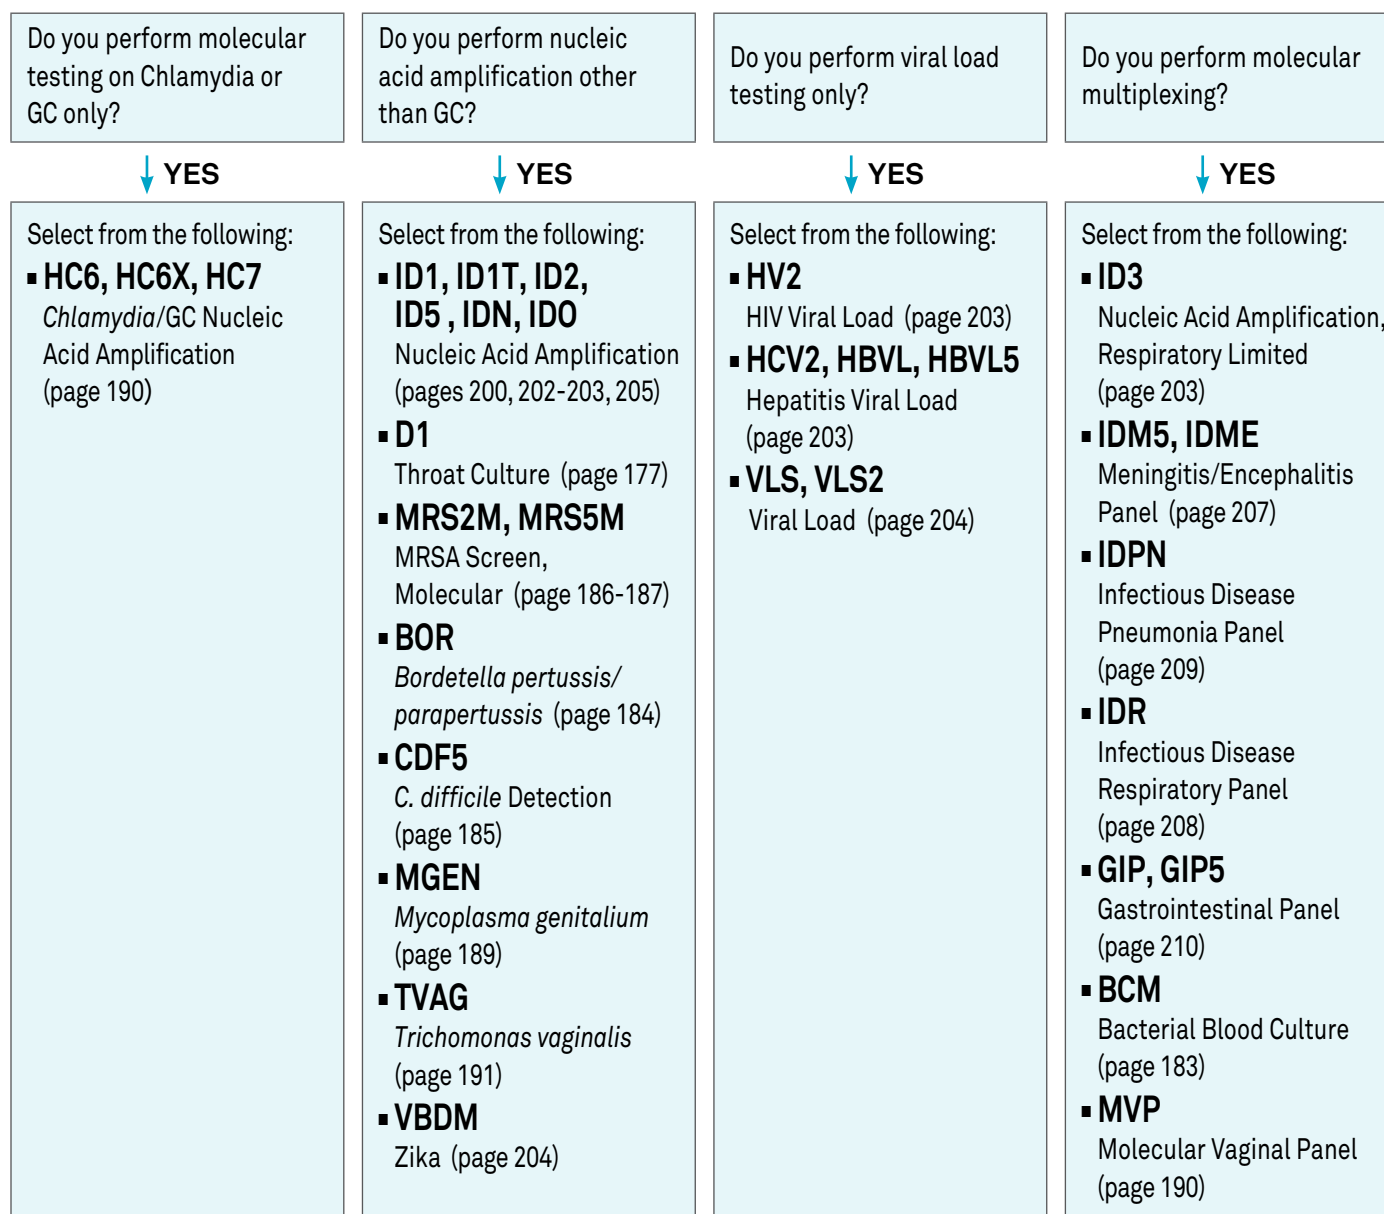 Do you perform molecular
testing on Chlamydia or
GC only?
YES
Select from the following:
▪ HC6, HC6X, HC7
Chlamydia/GC Nucleic
Acid Amplification
(page 190)
Do you perform nucleic
acid amplification other
than GC?
YES
Select from the following:
▪ ID1, ID1T, ID2,
ID5 , IDN, IDO
Nucleic Acid Amplification
(pages 200, 202-203, 205)
▪ D1
Throat Culture (page 177)
▪ MRS2M, MRS5M
MRSA Screen,
Molecular (page 186-187)
▪ BOR
Bordetella pertussis/
parapertussis (page 184)
▪ CDF5
C. difficile Detection
(page 185)
▪ MGEN
Mycoplasma genitalium
(page 189)
▪ TVAG
Trichomonas vaginalis
(page 191)
▪ VBDM
Zika (page 204)
Do you perform viral load
testing only?
YES
Select from the following:
▪ HV2
HIV Viral Load (page 203)
▪ HCV2, HBVL, HBVL5
Hepatitis Viral Load
(page 203)
▪ VLS, VLS2
Viral Load (page 204)
Do you perform molecular
multiplexing?
YES
Select from the following:
▪ ID3
Nucleic Acid Amplification,
Respiratory Limited
(page 203)
▪ IDM5, IDME
Meningitis/Encephalitis
Panel (page 207)
▪ IDPN
Infectious Disease
Pneumonia Panel
(page 209)
▪ IDR
Infectious Disease
Respiratory Panel
(page 208)
▪ GIP, GIP5
Gastrointestinal Panel
(page 210)
▪ BCM
Bacterial Blood Culture
(page 183)
▪ MVP
Molecular Vaginal Panel
(page 190)